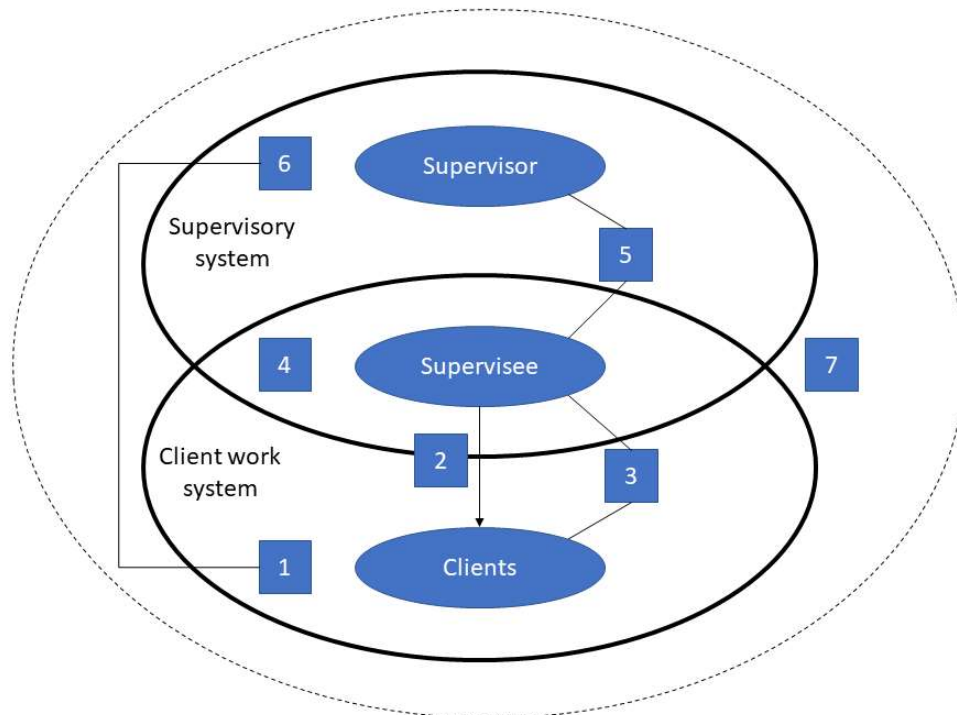 6
Supervisor
Supervisory
system
5
4
Supervisee
7
Client work
system
2
3
1
Clients